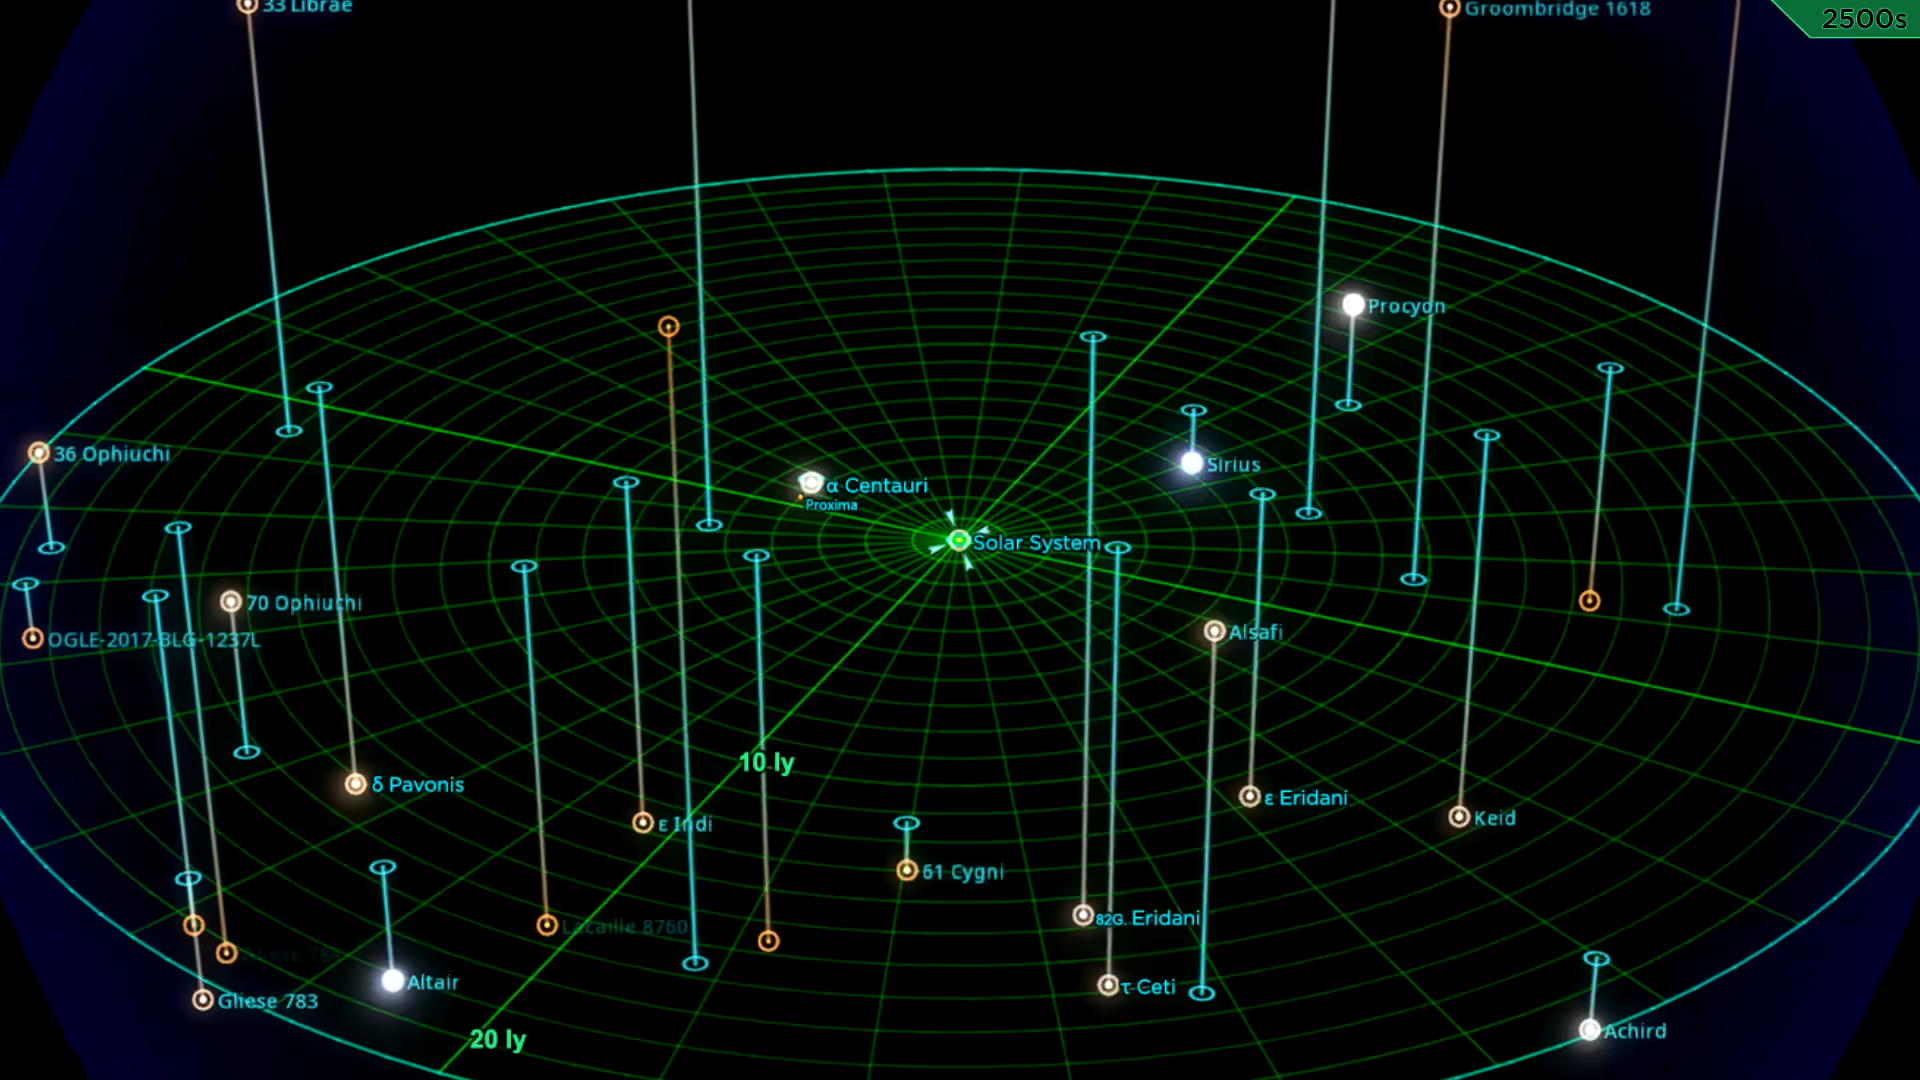 33 Librae
Groombridge 1618
2500s
Procyon
36 Ophiuchi
Sirius
α Centauri
Proxima
Solar System
70 Ophiuchi
OGLE-2017-BLG-1237L
Alsafi
10 ly
δ Pavonis
ε Eridani
ε Indi
Keid
61 Cygni
82G. Eridani
Lacaille 8760
Altair
τ Ceti
Gliese 783
20 ly
Achird